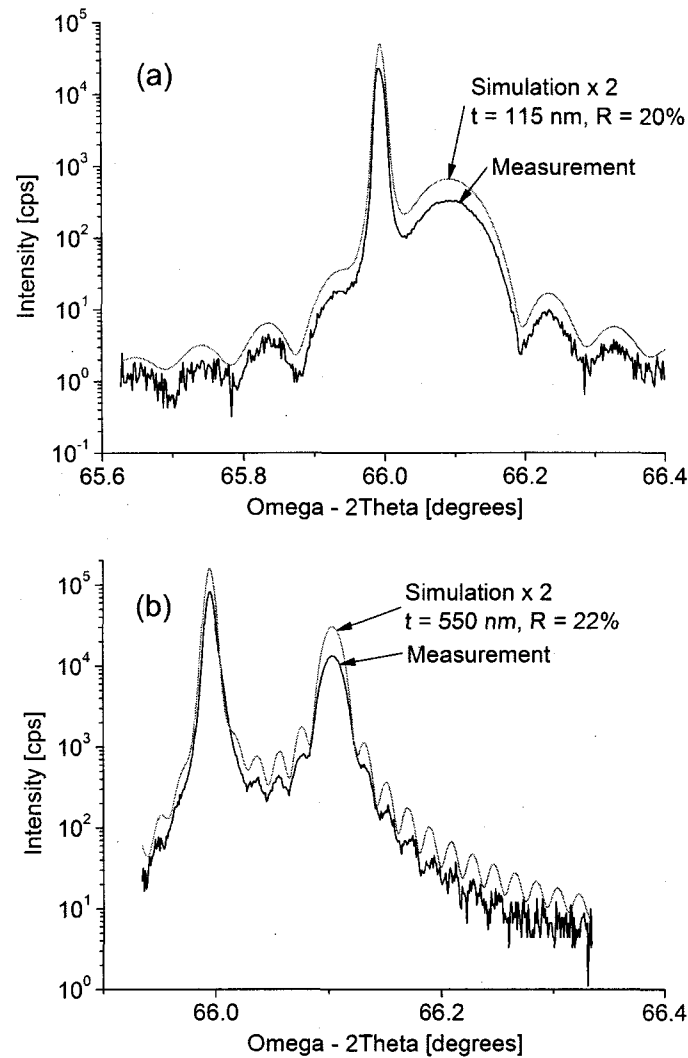 10^5
(a)
Simulation x 2
t = 115 nm, R = 20%
10^4
Measurement
10^3
Intensity [cps]
10^2
10^1
10^0
10^-1
65.6 65.8 66.0 66.2 66.4
Omega - 2Theta [degrees]
10^5
(b)
Simulation x 2
t = 550 nm, R = 22%
Measurement
10^4
10^3
Intensity [cps]
10^2
10^1
10^0
66.0 66.2 66.4
Omega - 2Theta [degrees]